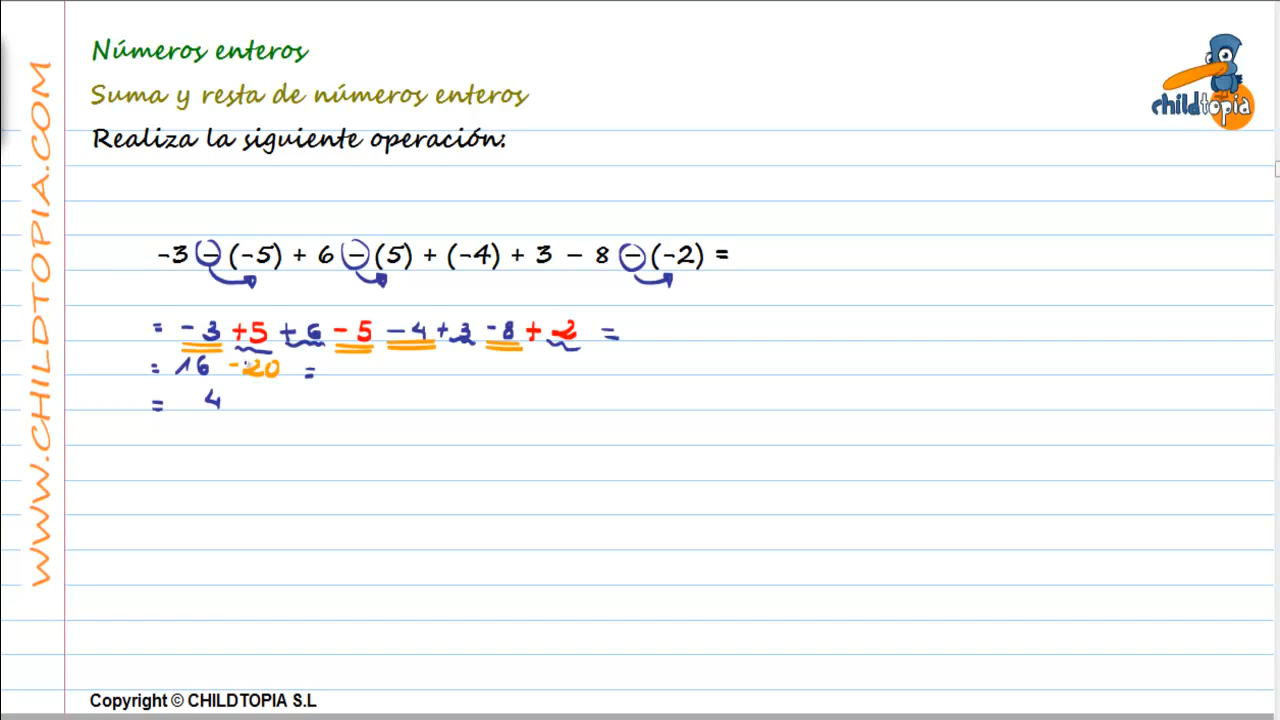 WWW.CHILDTOPIA.COM
Números enteros
childtopia
Suma y resta de números enteros
Realiza la siguiente operación:
-3 - (-5) + 6 - (5) + (-4) + 3 - 8 - (-2) =
= - 3 + 5 + 6 - 5 - 4 + 3 - 8 + 2 =
= 16 - 20 =
= 4
Copyright © CHILDTOPIA S.L